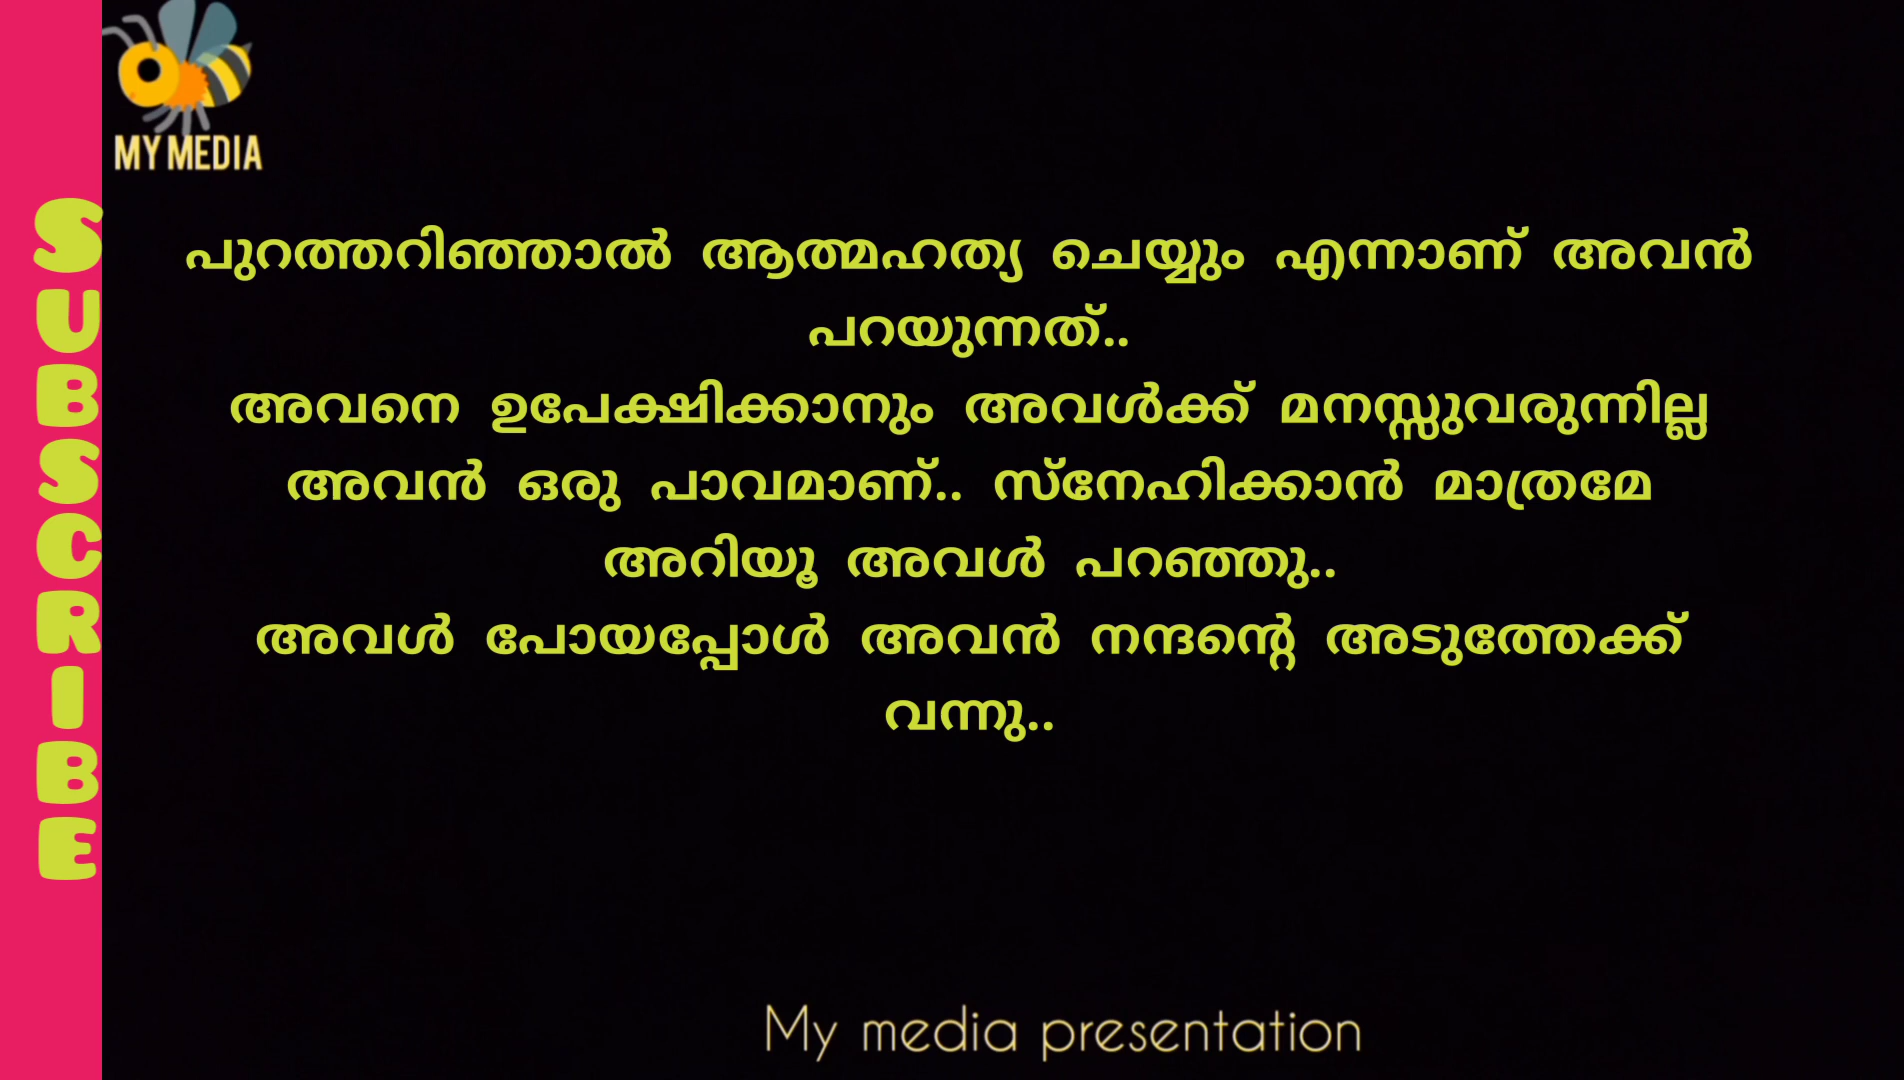 MY MEDIA
SUBSCRIBE
പുറത്തറിഞ്ഞാൽ ആത്മഹത്യ ചെയ്യും എന്നാണ് അവൻ
പറയുന്നത്..
അവനെ ഉപേക്ഷിക്കാനും അവൾക്ക് മനസ്സുവരുന്നില്ല
അവൻ ഒരു പാവമാണ്.. സ്നേഹിക്കാൻ മാത്രമേ
അറിയൂ അവൾ പറഞ്ഞു..
അവൾ പോയപ്പോൾ അവൻ നന്ദന്റെ അടുത്തേക്ക്
വന്നു..
My media presentation